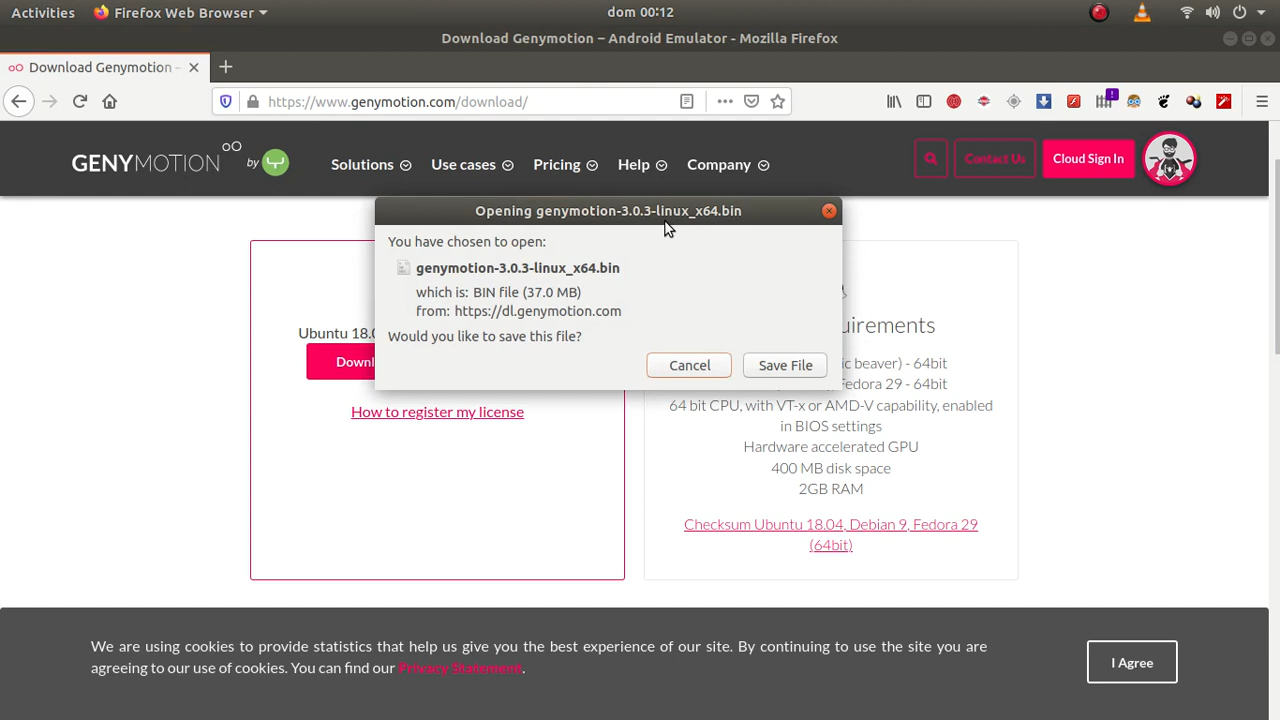 Activities Firefox Web Browser dom 00:12
Download Genymotion – Android Emulator - Mozilla Firefox
Download Genymotion –
https://www.genymotion.com/download/
GENYMOTION by Solutions Use cases Pricing Help Company Contact Us Cloud Sign In
Opening genymotion-3.0.3-linux_x64.bin
You have chosen to open:
genymotion-3.0.3-linux_x64.bin
which is: BIN file (37.0 MB)
from: https://dl.genymotion.com
Would you like to save this file?
Cancel Save File
Ubuntu 18.0
Down
How to register my license
uirements
ic beaver) - 64bit
Fedora 29 - 64bit
64 bit CPU, with VT-x or AMD-V capability, enabled
in BIOS settings
Hardware accelerated GPU
400 MB disk space
2GB RAM
Checksum Ubuntu 18.04, Debian 9, Fedora 29
(64bit)
We are using cookies to provide statistics that help us give you the best experience of our site. By continuing to use the site you are
agreeing to our use of cookies. You can find our Privacy Statement.
I Agree